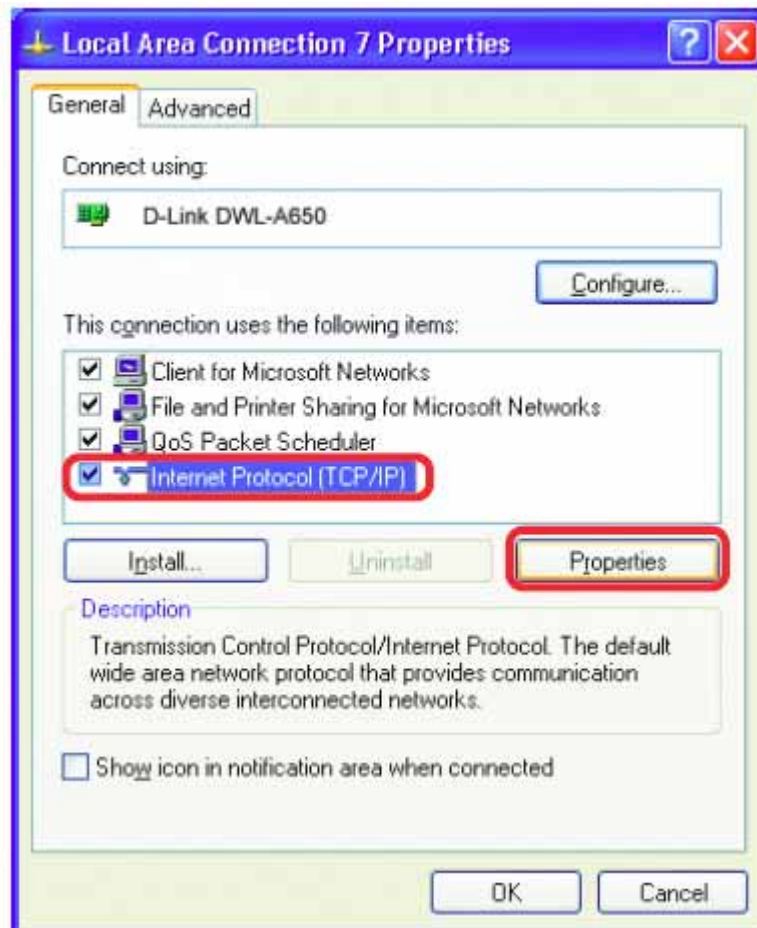 Local Area Connection 7 Properties
General
Advanced
Connect using:
D-Link DWL-A650
Configure...
This connection uses the following items:
Client for Microsoft Networks
File and Printer Sharing for Microsoft Networks
QoS Packet Scheduler
Internet Protocol (TCP/IP)
Install...
Uninstall
Properties
Description
Transmission Control Protocol/Internet Protocol. The default
wide area network protocol that provides communication
across diverse interconnected networks.
Show icon in notification area when connected
OK
Cancel